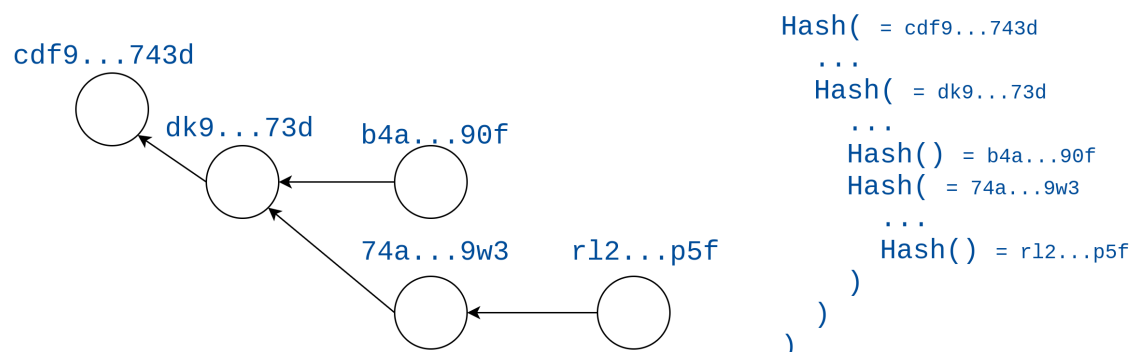 cdf9...743d
dk9...73d
b4a...90f
74a...9w3
rl2...p5f
Hash( = cdf9...743d
...
Hash( = dk9...73d
...
Hash() = b4a...90f
Hash( = 74a...9w3
...
Hash() = rl2...p5f
)
)
)